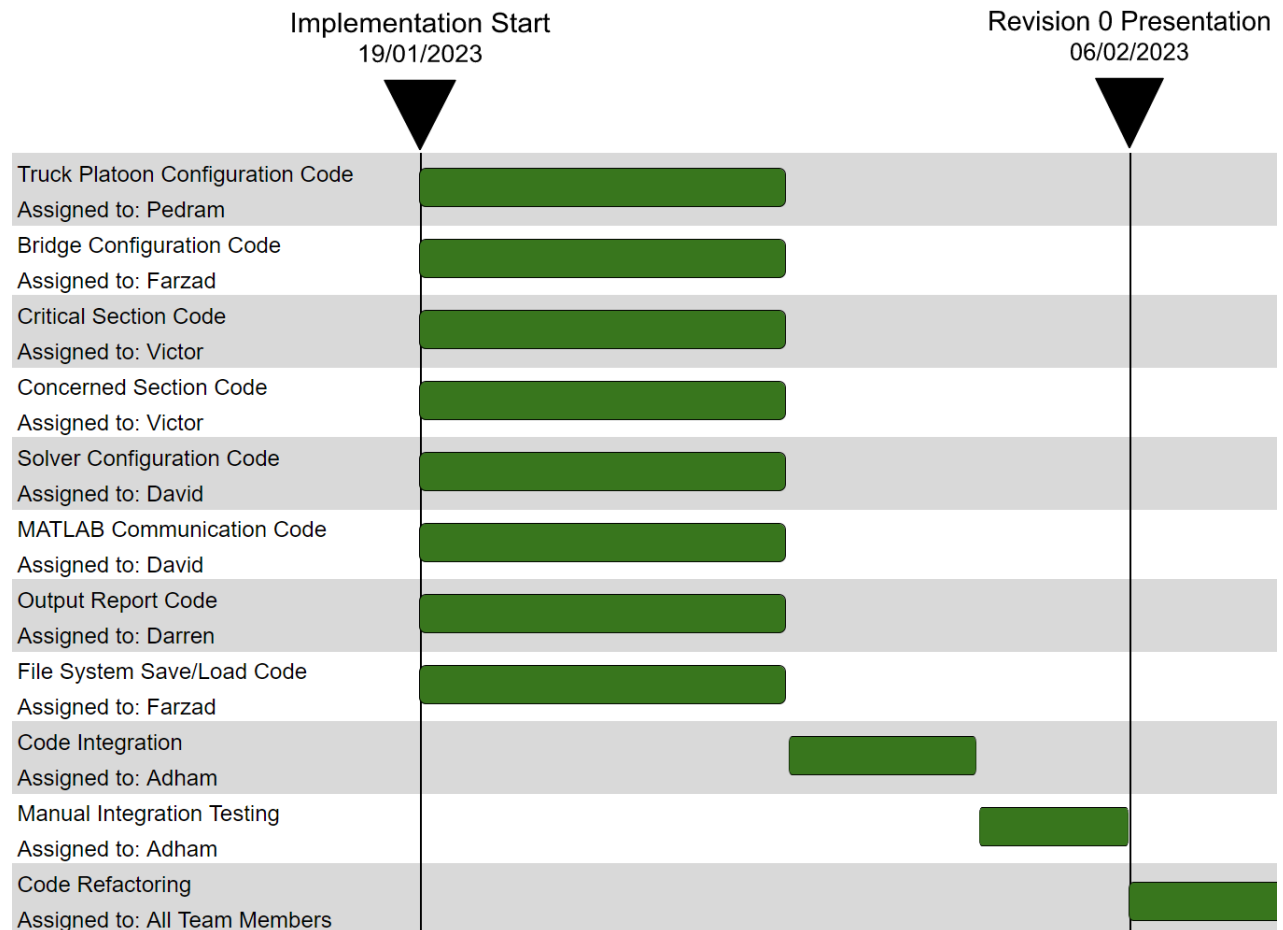 Implementation Start
19/01/2023
Revision 0 Presentation
06/02/2023
Truck Platoon Configuration Code
Assigned to: Pedram
Bridge Configuration Code
Assigned to: Farzad
Critical Section Code
Assigned to: Victor
Concerned Section Code
Assigned to: Victor
Solver Configuration Code
Assigned to: David
MATLAB Communication Code
Assigned to: David
Output Report Code
Assigned to: Darren
File System Save/Load Code
Assigned to: Farzad
Code Integration
Assigned to: Adham
Manual Integration Testing
Assigned to: Adham
Code Refactoring
Assigned to: All Team Members